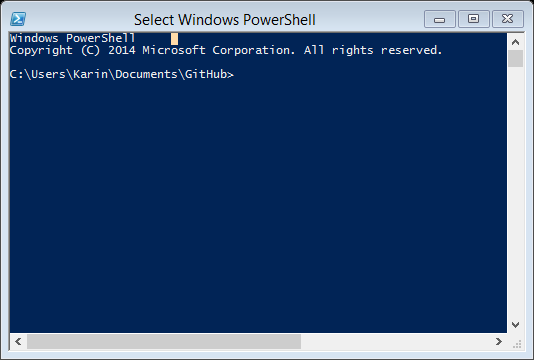 Select Windows PowerShell
Windows PowerShell
Copyright (C) 2014 Microsoft Corporation. All rights reserved.
C:\Users\Karin\Documents\GitHub>